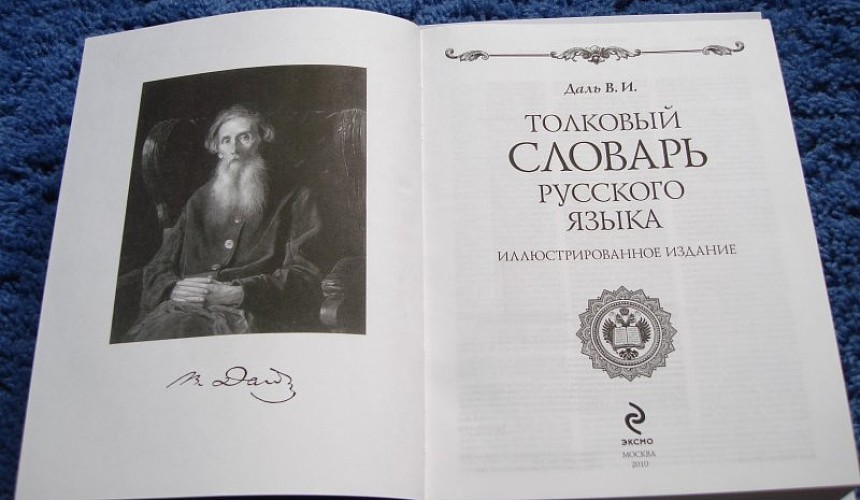 В. Даль
Даль В. И.
ТОЛКОВЫЙ
СЛОВАРЬ
РУССКОГО
ЯЗЫКА
ИЛЛЮСТРИРОВАННОЕ ИЗДАНИЕ
ЭКСМО
МОСКВА
2010